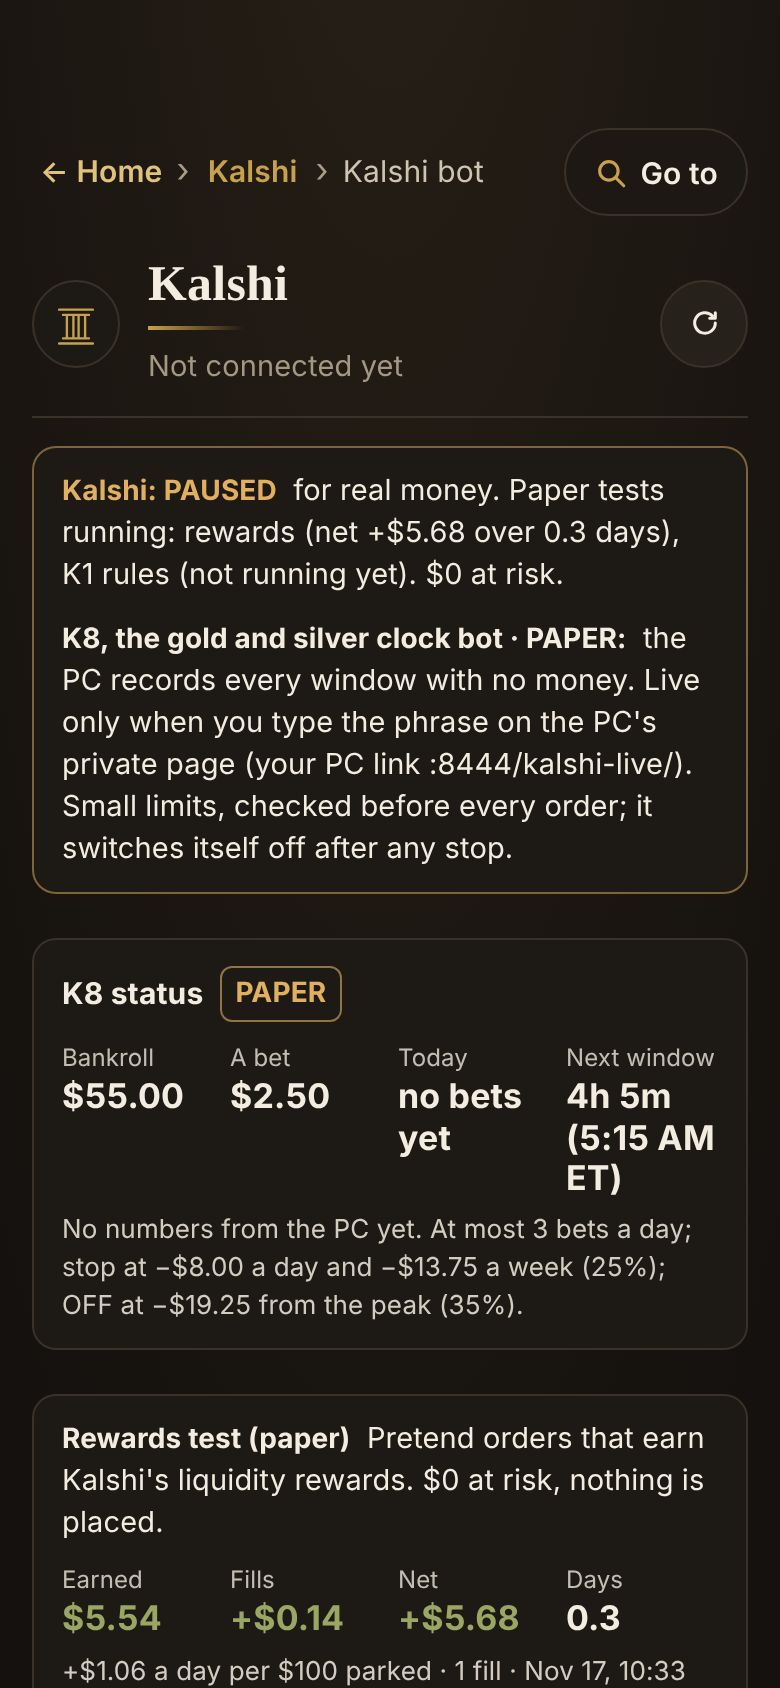 ← Home › Kalshi › Kalshi bot
Go to
Kalshi
Not connected yet
Kalshi: PAUSED for real money. Paper tests
running: rewards (net +$5.68 over 0.3 days),
K1 rules (not running yet). $0 at risk.
K8, the gold and silver clock bot · PAPER: the
PC records every window with no money. Live
only when you type the phrase on the PC's
private page (your PC link :8444/kalshi-live/).
Small limits, checked before every order; it
switches itself off after any stop.
K8 status PAPER
Bankroll A bet Today Next window
$55.00 $2.50 no bets 4h 5m
yet (5:15 AM
ET)
No numbers from the PC yet. At most 3 bets a day;
stop at −$8.00 a day and −$13.75 a week (25%);
OFF at −$19.25 from the peak (35%).
Rewards test (paper) Pretend orders that earn
Kalshi's liquidity rewards. $0 at risk, nothing is
placed.
Earned Fills Net Days
$5.54 +$0.14 +$5.68 0.3
+$1.06 a day per $100 parked · 1 fill · Nov 17, 10:33